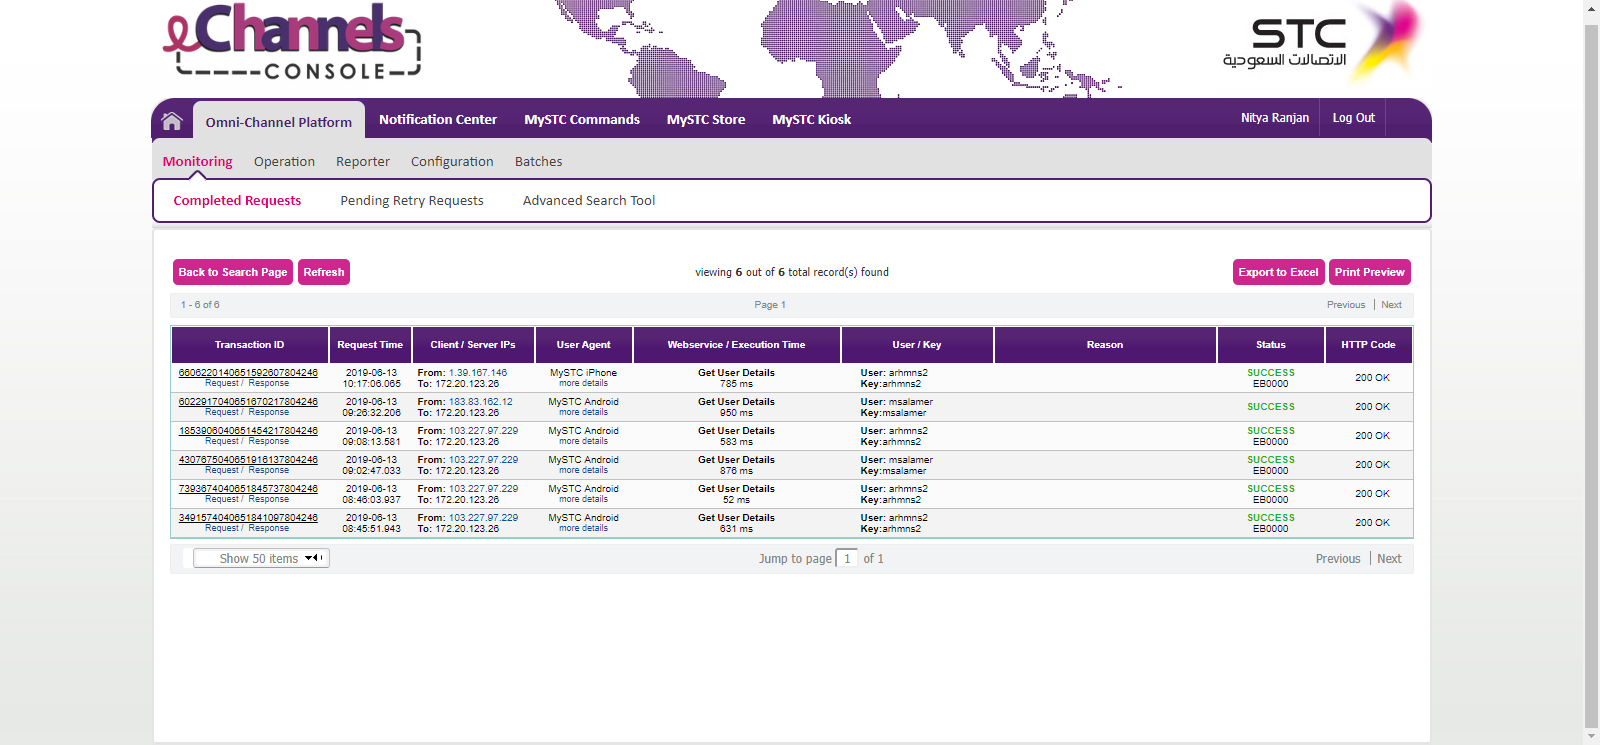 eChannels
CONSOLE
STC
الاتصالات السعودية
Omni-Channel Platform Notification Center MySTC Commands MySTC Store MySTC Kiosk Nitya Ranjan Log Out
Monitoring Operation Reporter Configuration Batches
Completed Requests Pending Retry Requests Advanced Search Tool
Back to Search Page Refresh viewing 6 out of 6 total record(s) found Export to Excel Print Preview
1 - 6 of 6 Page 1 Previous | Next
Transaction ID Request Time Client / Server IPs User Agent Webservice / Execution Time User / Key Reason Status HTTP Code
6606220140651592607804246 2019-06-13 From: 1.39.167.146 MySTC iPhone Get User Details User: arhmns2 SUCCESS 200 OK
Request / Response 10:17:06.065 To: 172.20.123.26 more details 785 ms Key:arhmns2 EB0000
6022917040651670217804246 2019-06-13 From: 183.83.162.12 MySTC Android Get User Details User: msalamer SUCCESS 200 OK
Request / Response 09:26:32.206 To: 172.20.123.26 more details 950 ms Key:msalamer
1853906040651454217804246 2019-06-13 From: 103.227.97.229 MySTC Android Get User Details User: arhmns2 SUCCESS 200 OK
Request / Response 09:08:13.581 To: 172.20.123.26 more details 583 ms Key:arhmns2 EB0000
4307675040651916137804246 2019-06-13 From: 103.227.97.229 MySTC Android Get User Details User: msalamer SUCCESS 200 OK
Request / Response 09:02:47.033 To: 172.20.123.26 more details 876 ms Key:msalamer EB0000
7393674040651845737804246 2019-06-13 From: 103.227.97.229 MySTC Android Get User Details User: arhmns2 SUCCESS 200 OK
Request / Response 08:46:03.937 To: 172.20.123.26 more details 52 ms Key:arhmns2 EB0000
3491574040651841097804246 2019-06-13 From: 103.227.97.229 MySTC Android Get User Details User: arhmns2 SUCCESS 200 OK
Request / Response 08:45:51.943 To: 172.20.123.26 more details 631 ms Key:arhmns2 EB0000
Show 50 items Jump to page 1 of 1 Previous | Next